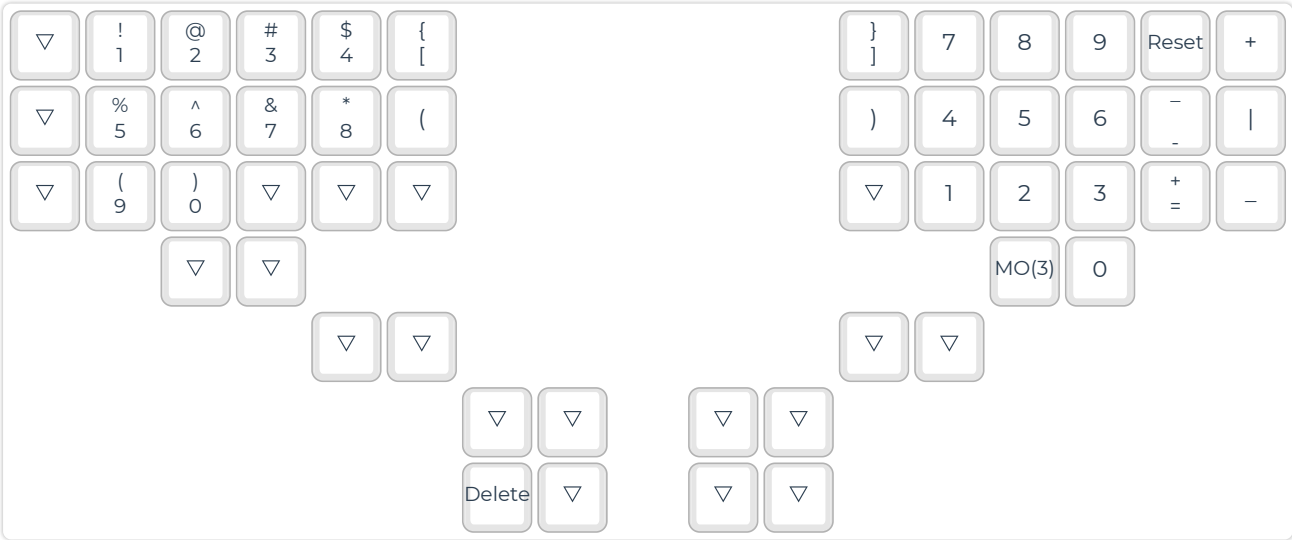 ▽ ! @ # $ { } 7 8 9 Reset +
1 2 3 4 [ ]
▽ % ^ & * ( ) 4 5 6 _ |
5 6 7 8 -
▽ ( ) ▽ ▽ ▽ ▽ 1 2 3 + _
9 0 =
▽ ▽ MO(3) 0
▽ ▽ ▽ ▽
▽ ▽ ▽ ▽
Delete ▽ ▽ ▽